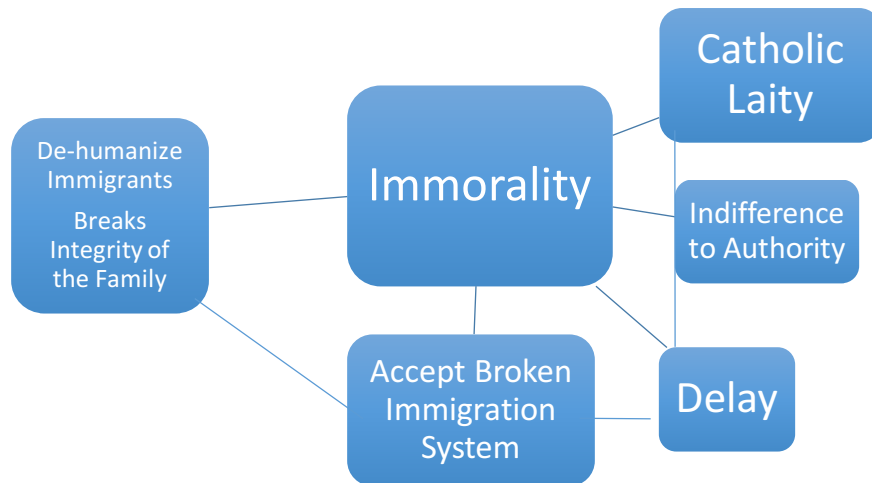 De-humanize
Immigrants
Breaks
Integrity of
the Family
Immorality
Catholic
Laity
Indifference
to Authority
Accept Broken
Immigration
System
Delay